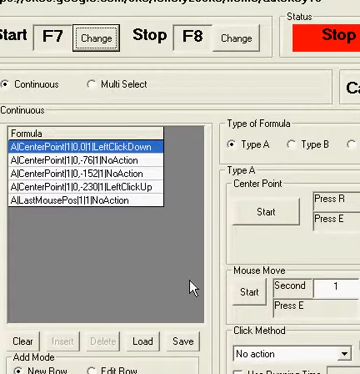 Start F7 Change Stop F8 Change
Status
Stop
Continuous Multi Select
Continuous
Formula
A|CenterPoint|1|0,0|1|LeftClickDown
A|CenterPoint|1|0,-76|1|NoAction
A|CenterPoint|1|0,-152|1|NoAction
A|CenterPoint|1|0,-230|1|LeftClickUp
A|LastMousePos|1|1|NoAction
Type of Formula
Type A Type B
Type A
Center Point
Start
Press R
Press E
Mouse Move
Start
Second 1
Press E
Click Method
No action
Clear Insert Delete Load Save
Add Mode
New Row Edit Row
Use Running Time